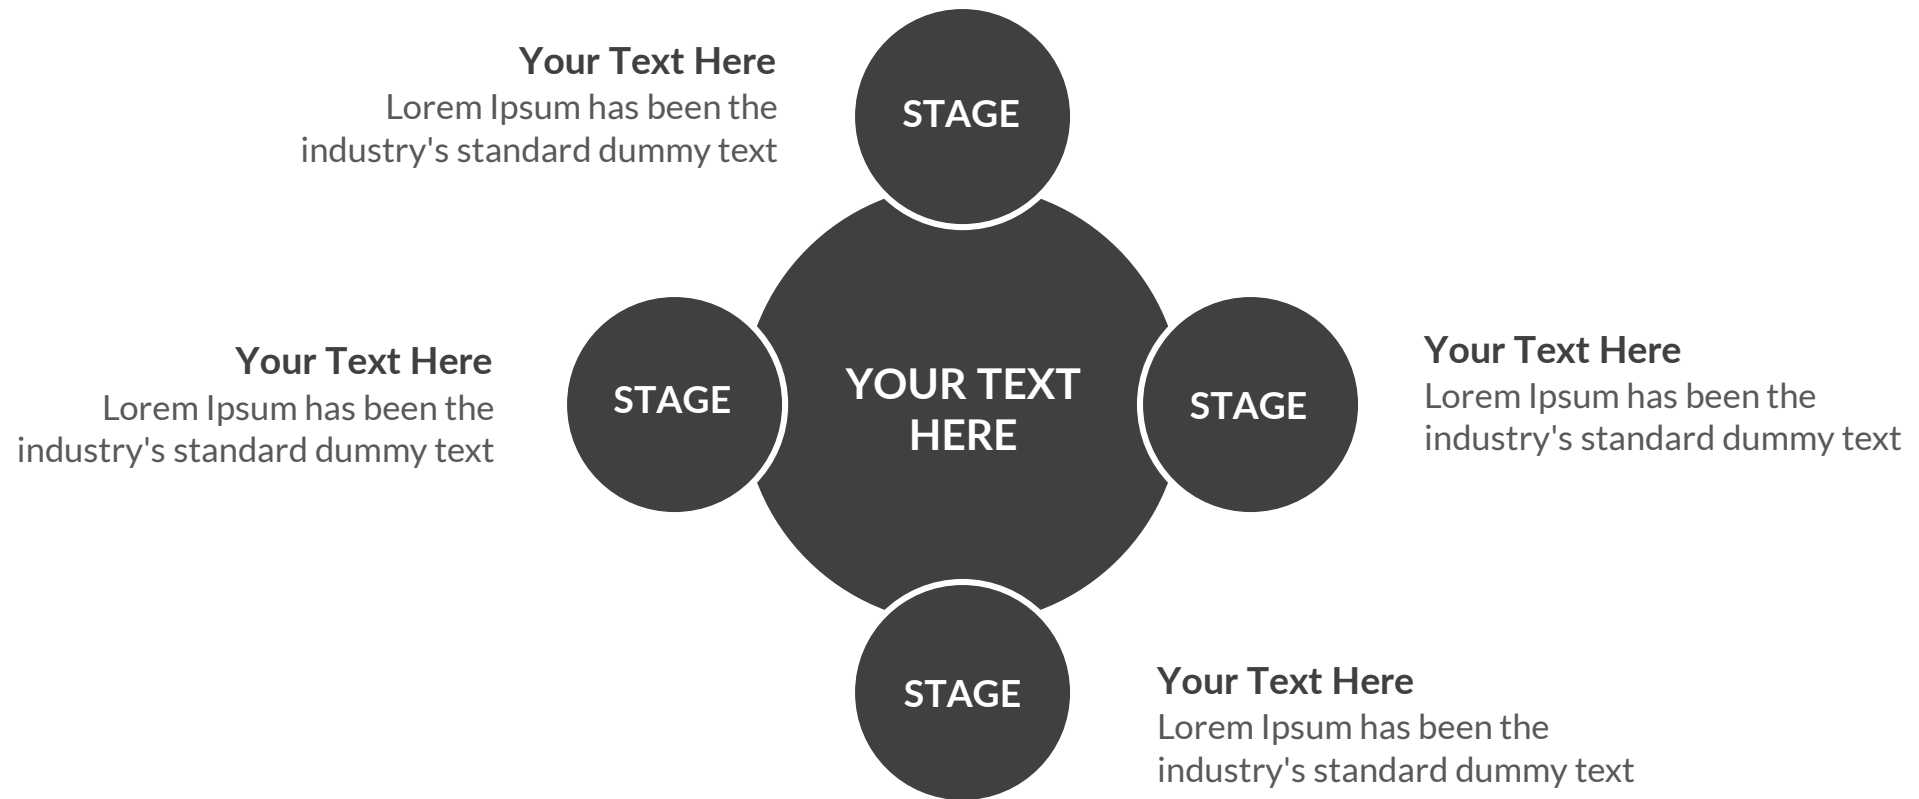 Your Text Here
Lorem Ipsum has been the
industry's standard dummy text
STAGE
Your Text Here
Lorem Ipsum has been the
industry's standard dummy text
STAGE
YOUR TEXT
HERE
STAGE
Your Text Here
Lorem Ipsum has been the
industry's standard dummy text
STAGE
Your Text Here
Lorem Ipsum has been the
industry's standard dummy text